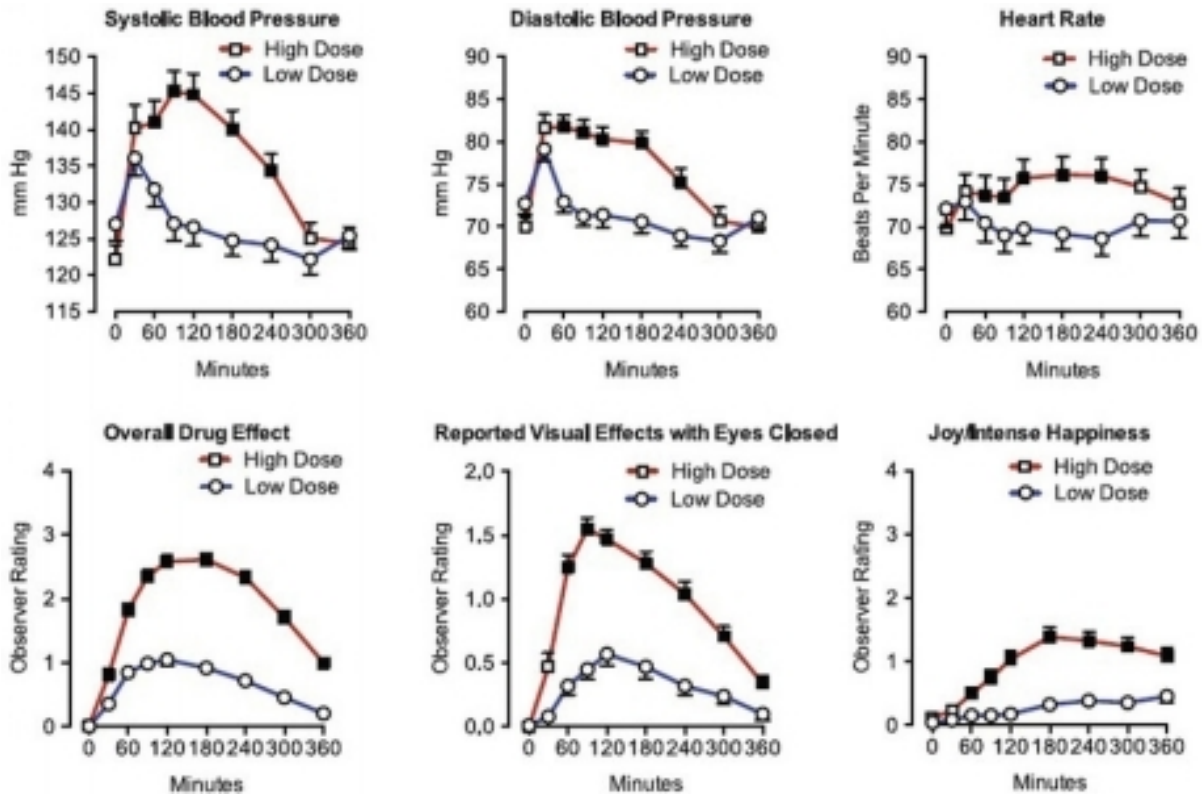 Systolic Blood Pressure
High Dose
Low Dose
mm Hg
150
145
140
135
130
125
120
115
0 60 120 180 240 300 360
Minutes
Diastolic Blood Pressure
High Dose
Low Dose
mm Hg
90
85
80
75
70
65
60
0 60 120 180 240 300 360
Minutes
Heart Rate
High Dose
Low Dose
Beats Per Minute
90
80
75
70
65
60
0 60 120 180 240 300 360
Minutes
Overall Drug Effect
High Dose
Low Dose
Observer Rating
4
3
2
1
0
0 60 120 180 240 300 360
Minutes
Reported Visual Effects with Eyes Closed
High Dose
Low Dose
Observer Rating
2,0
1,5
1,0
0,5
0,0
0 60 120 180 240 300 360
Minutes
Joy/Intense Happiness
High Dose
Low Dose
Observer Rating
4
3
2
1
0
0 60 120 180 240 300 360
Minutes